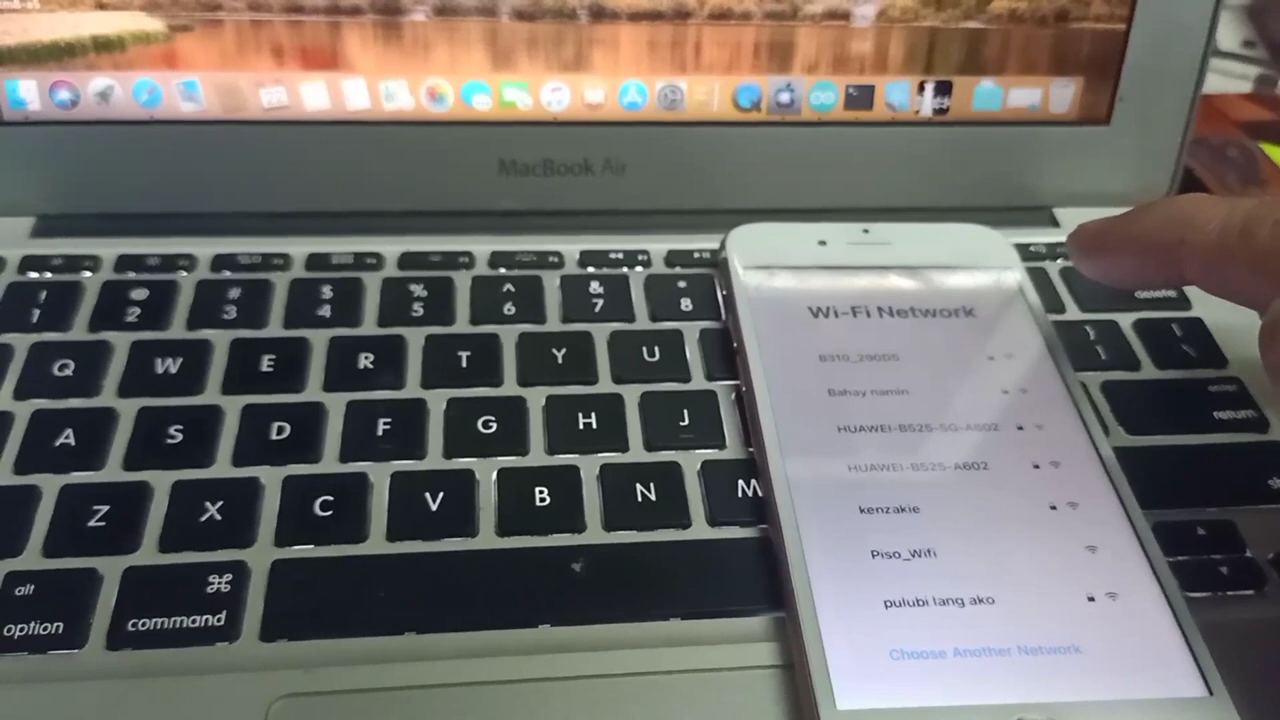 MacBook Air
!
1
@
2
#
3
$
4
%
5
^
6
&
7
*
8
delete
Q
W
E
R
T
Y
U
A
S
D
F
G
H
J
enter
return
Z
X
C
V
B
N
M
sh
alt
option
⌘
command
Wi-Fi Network
Bahay namin
HUAWEI-B525-5G-A602
HUAWEI-B525-A602
kenzakie
Piso_Wifi
pulubi lang ako
Choose Another Network